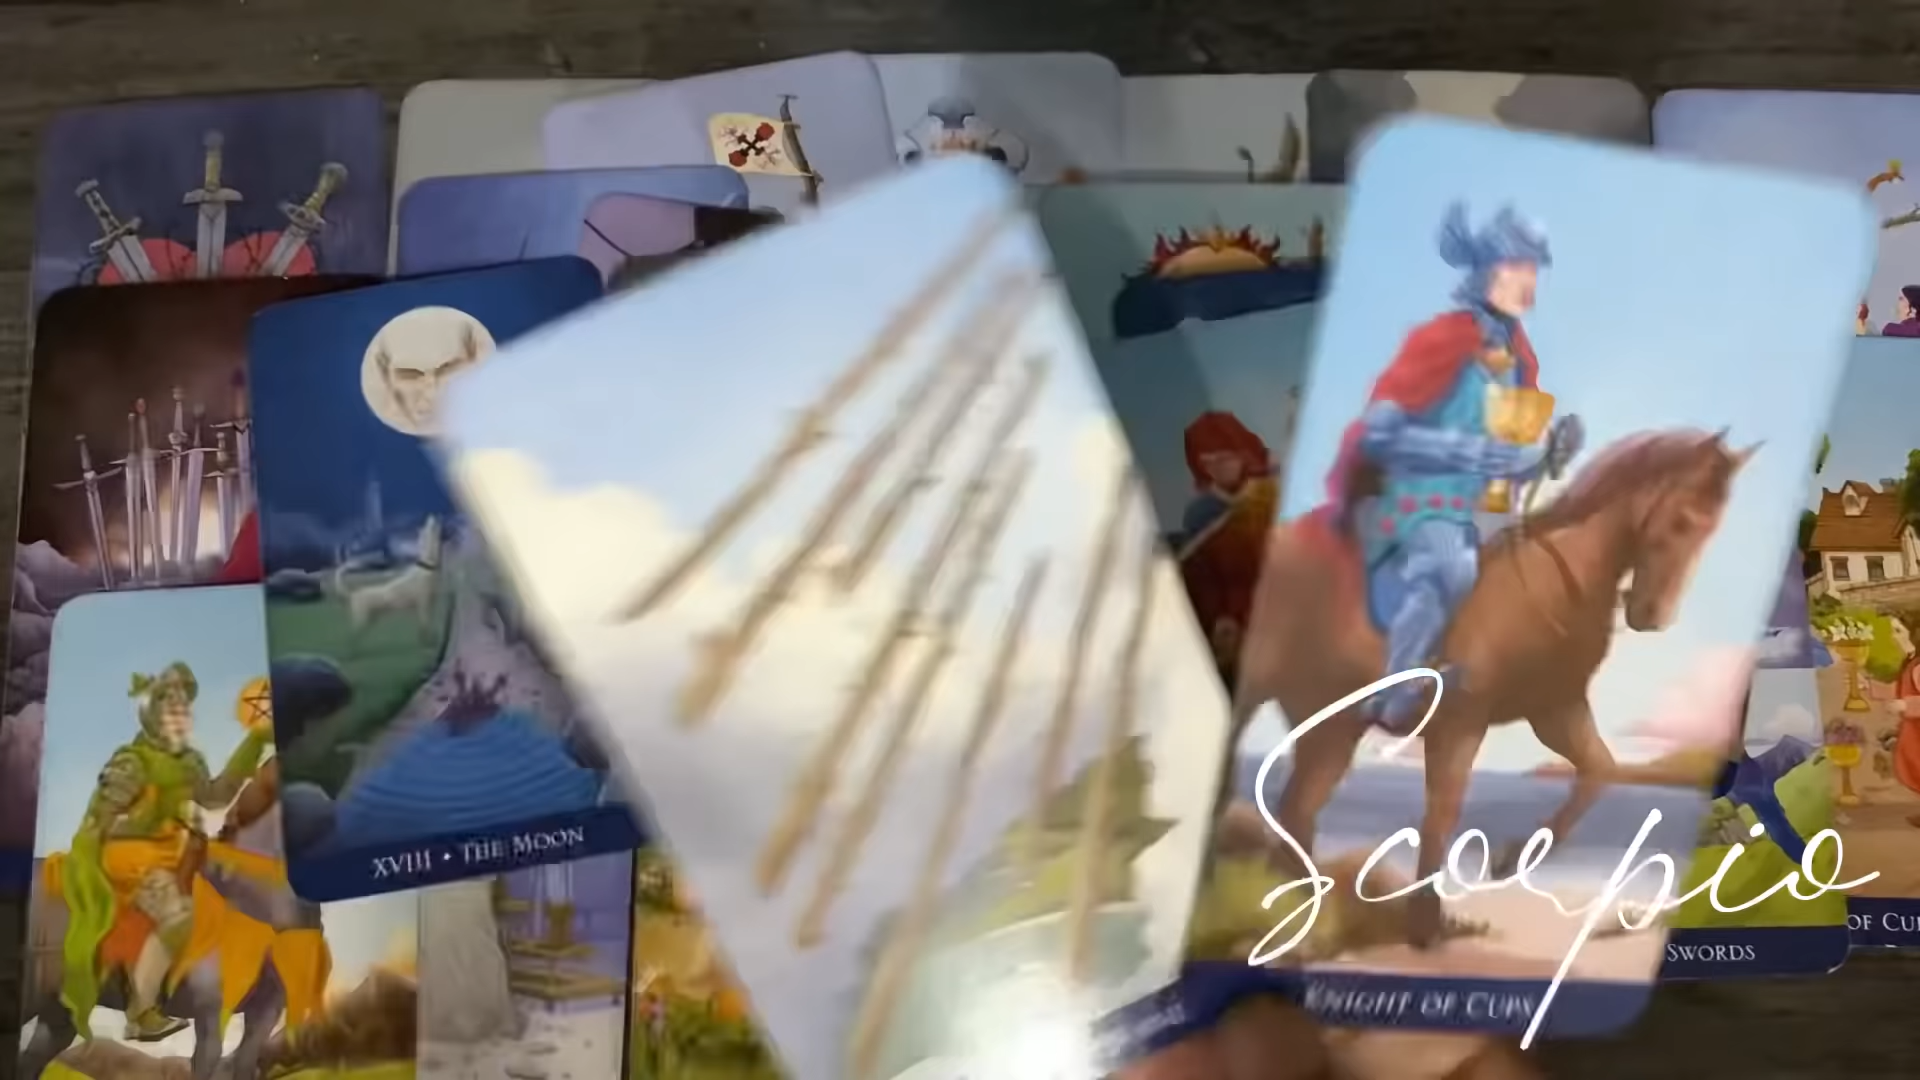 XVIII • THE MOON
OF CU
SWORDS
KNIGHT OF CUPS
Scorpio